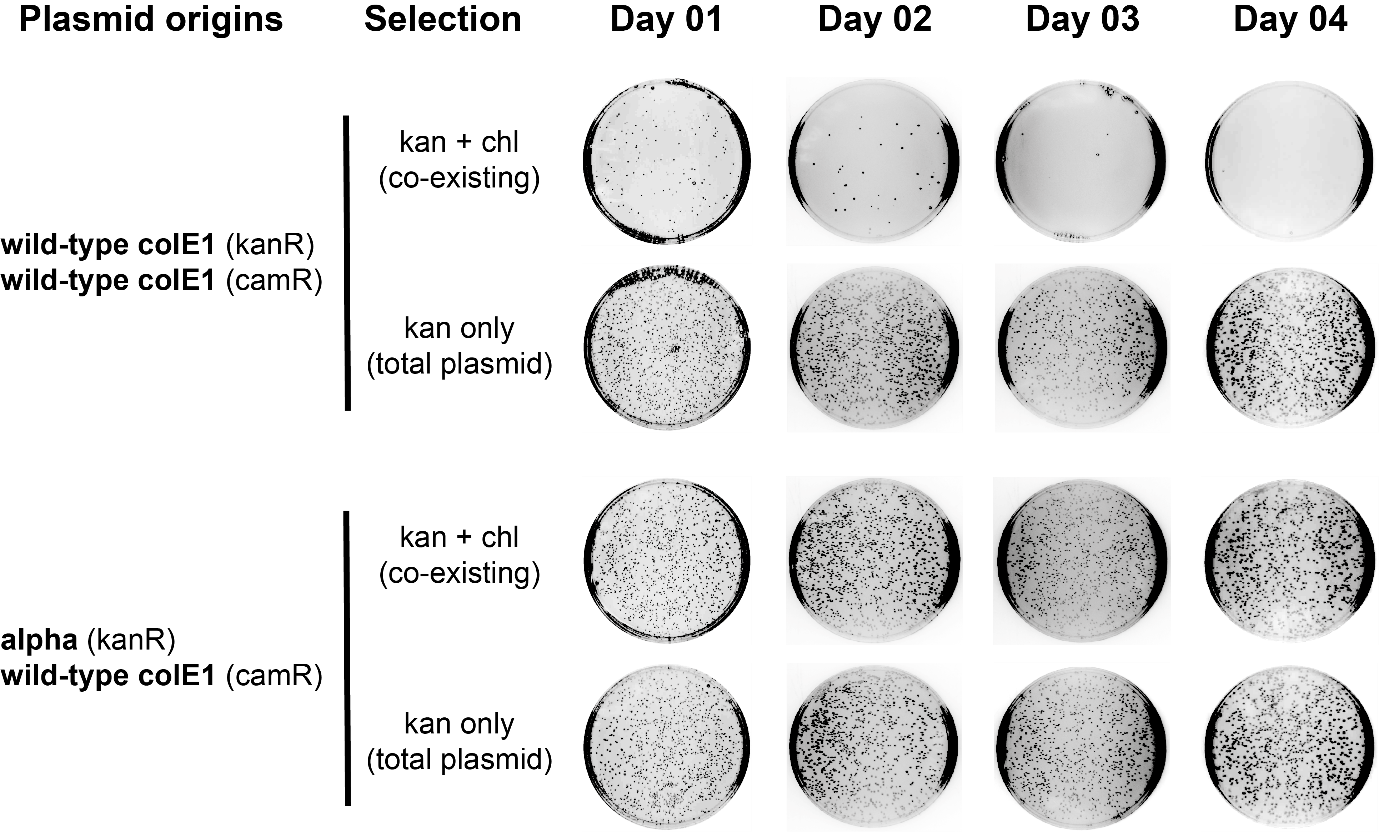 Plasmid origins Selection Day 01 Day 02 Day 03 Day 04
kan + chl
(co-existing)
wild-type colE1 (kanR)
wild-type colE1 (camR)
kan only
(total plasmid)
kan + chl
(co-existing)
alpha (kanR)
wild-type colE1 (camR)
kan only
(total plasmid)